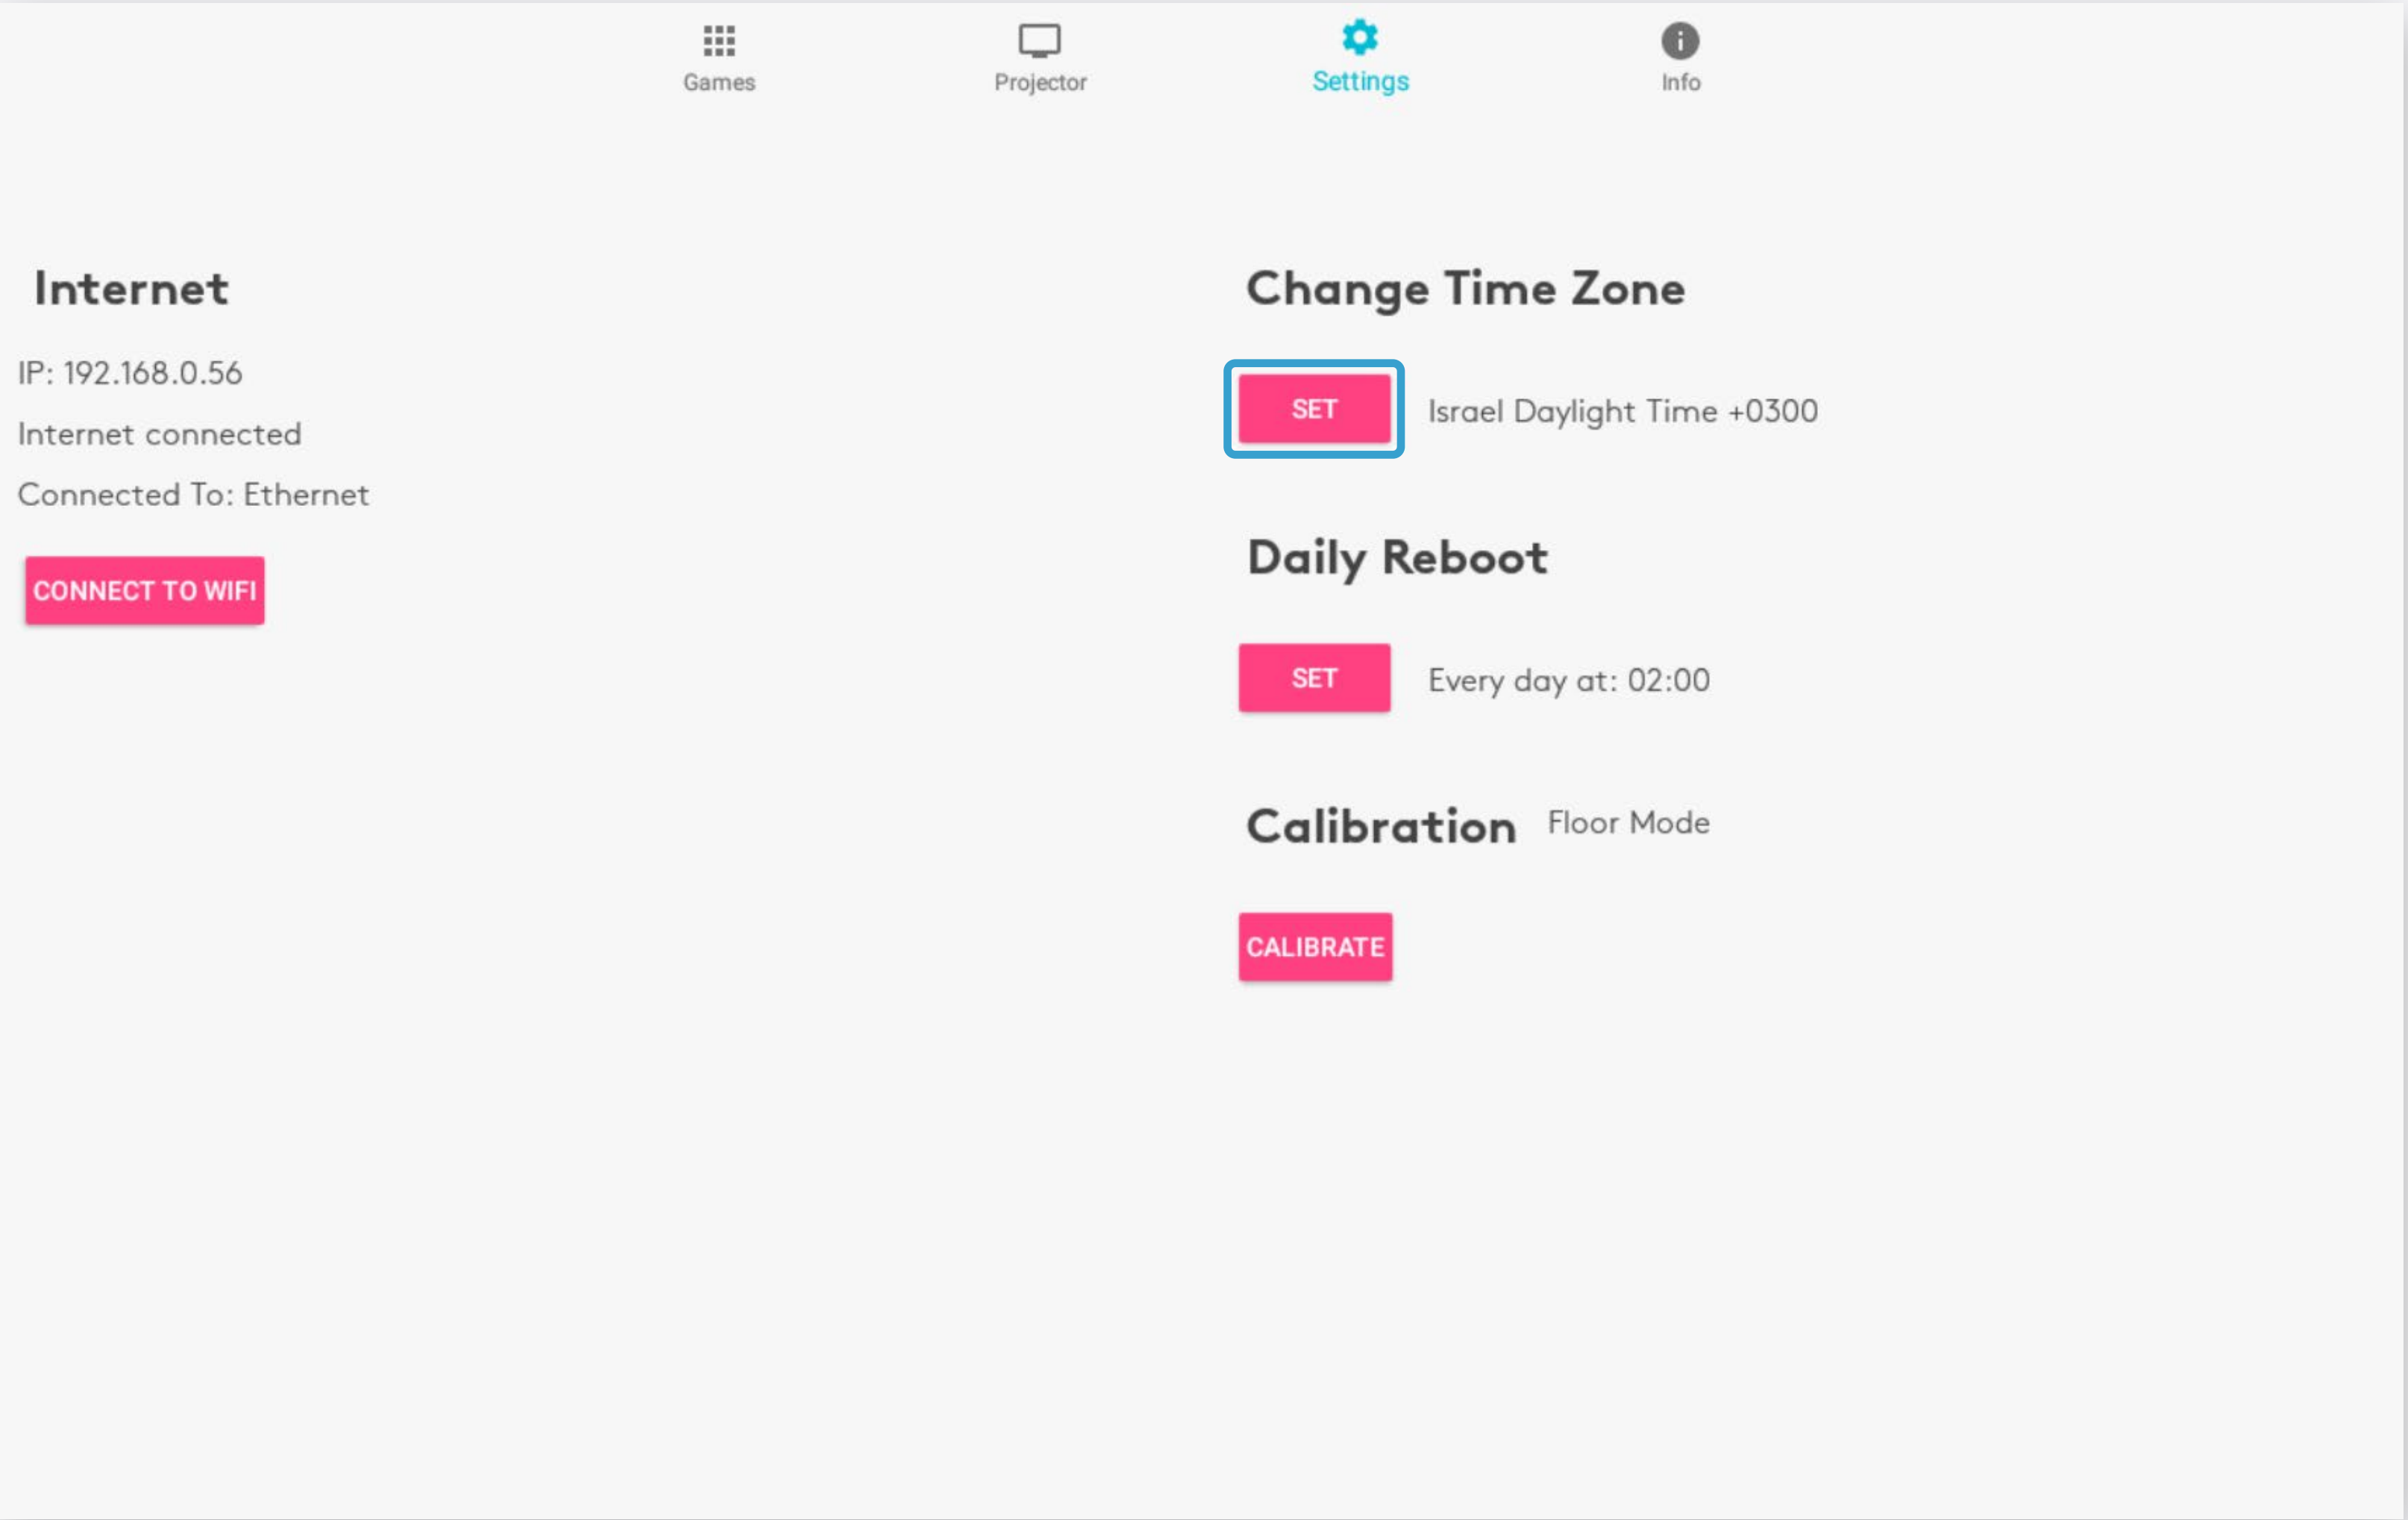 Games
Projector
Settings
Info
Internet
IP: 192.168.0.56
Internet connected
Connected To: Ethernet
CONNECT TO WIFI
Change Time Zone
SET
Israel Daylight Time +0300
Daily Reboot
SET
Every day at: 02:00
Calibration
Floor Mode
CALIBRATE